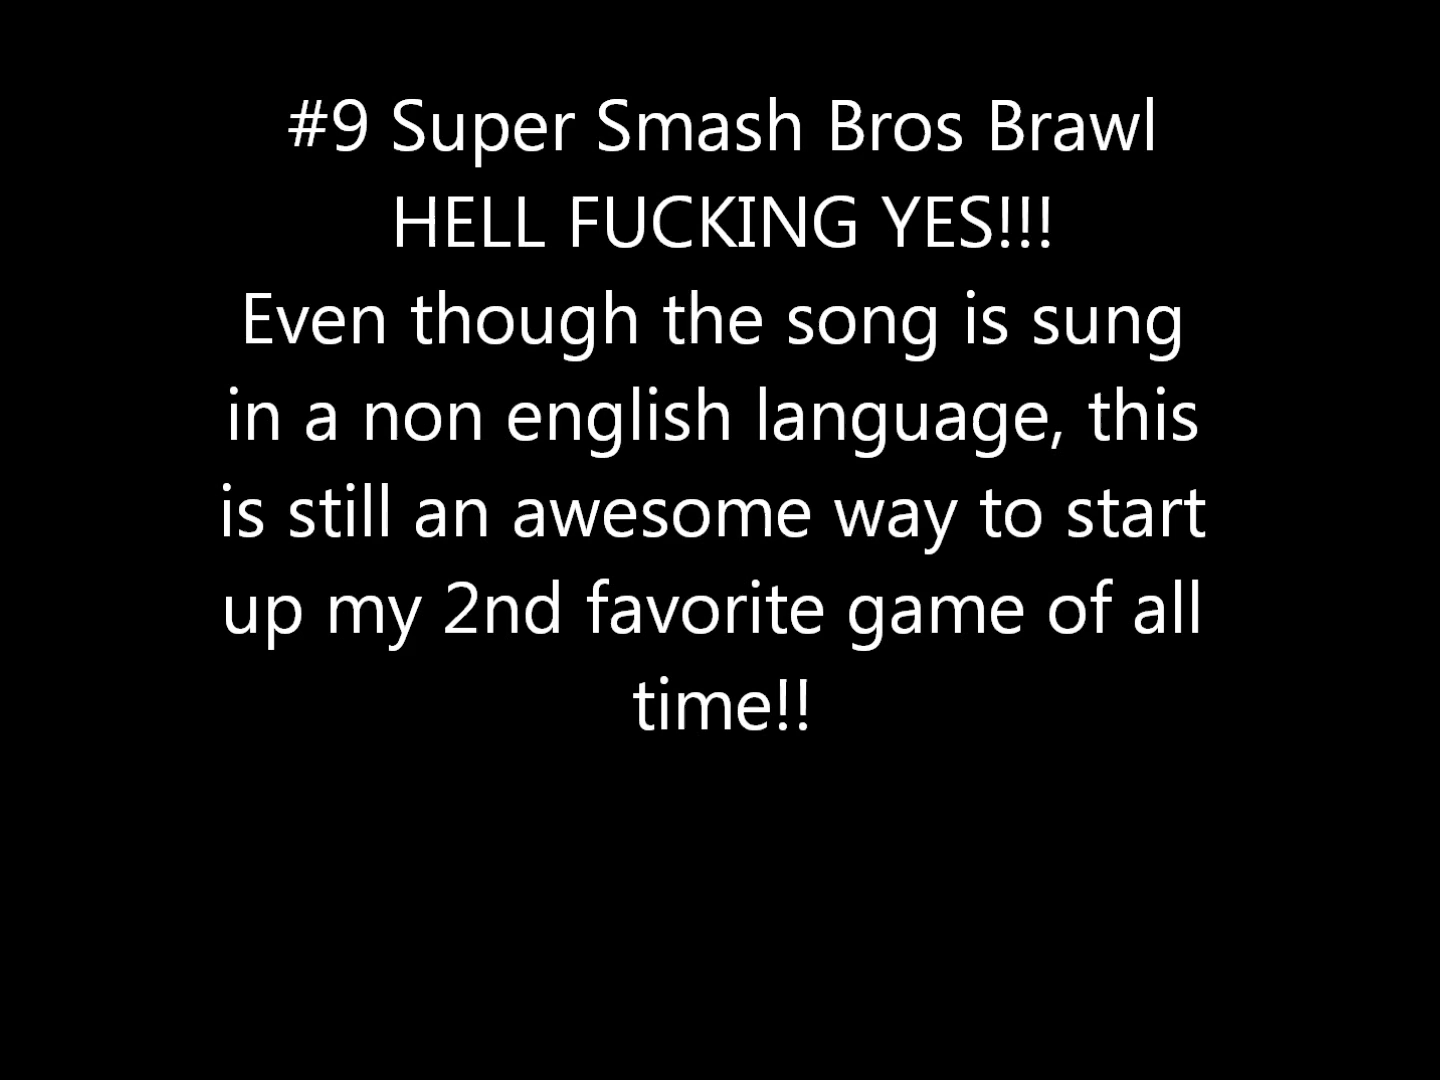 #9 Super Smash Bros Brawl
HELL FUCKING YES!!!
Even though the song is sung
in a non english language, this
is still an awesome way to start
up my 2nd favorite game of all
time!!